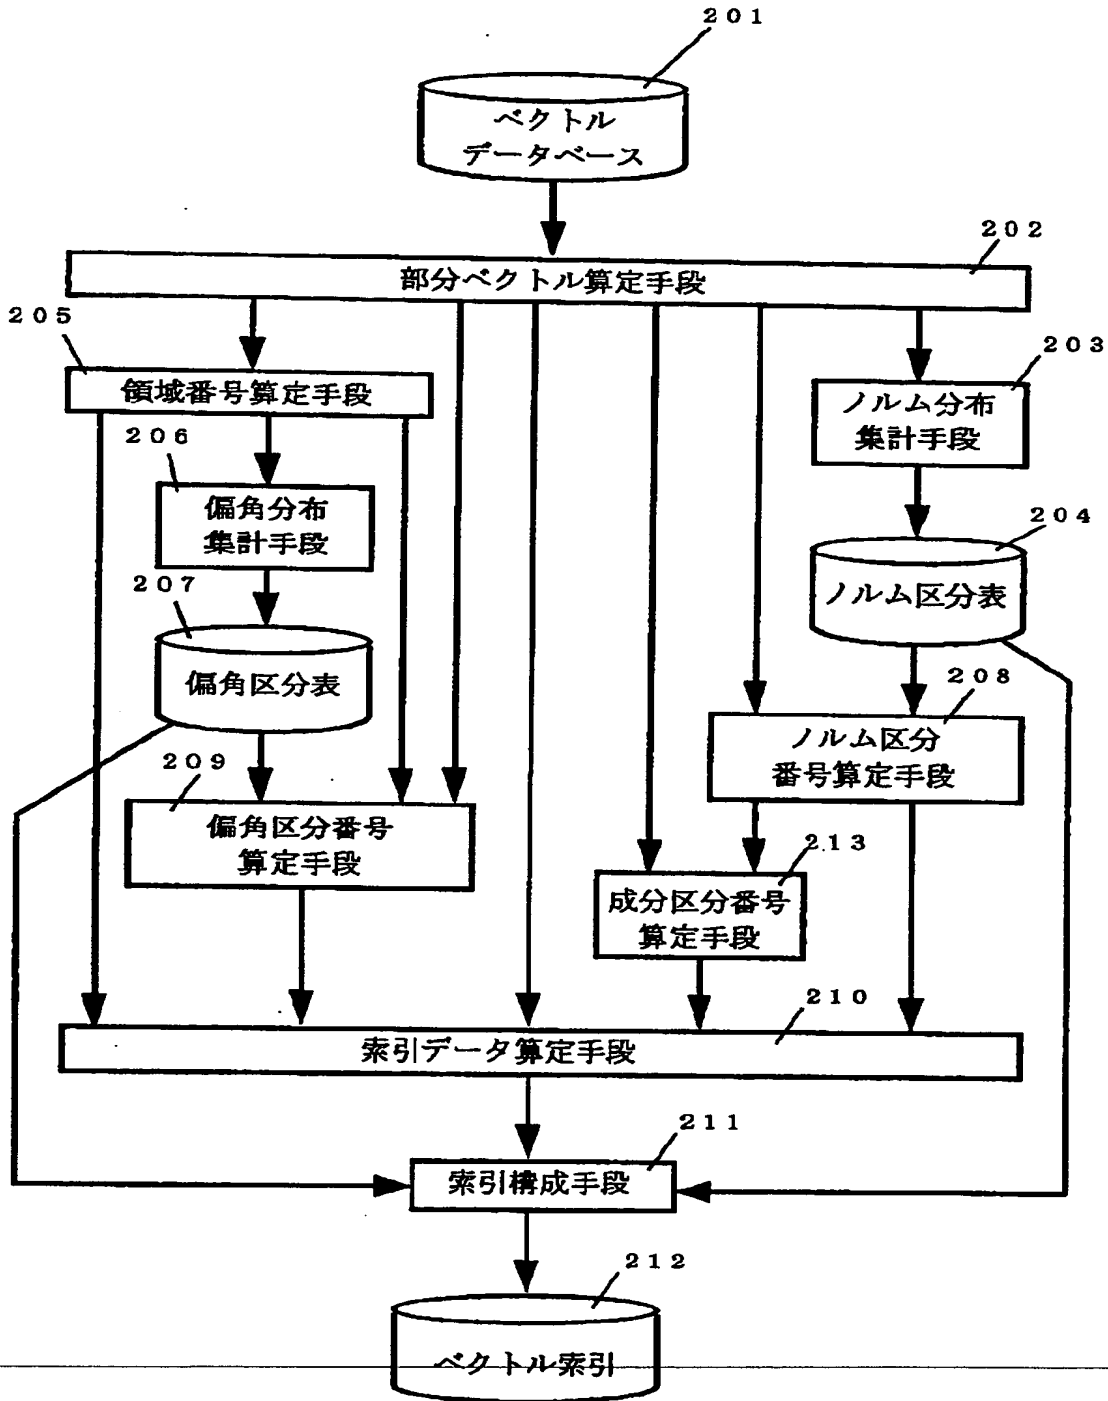 ２０１
ベクトル
データベース
２０２
部分ベクトル算定手段
２０５
２０３
領域番号算定手段
ノルム分布
集計手段
２０６
偏角分布
集計手段
２０４
ノルム区分表
２０７
偏角区分表
２０８
ノルム区分
番号算定手段
２０９
偏角区分番号
算定手段
２１３
成分区分番号
算定手段
２１０
索引データ算定手段
２１１
索引構成手段
２１２
ベクトル索引